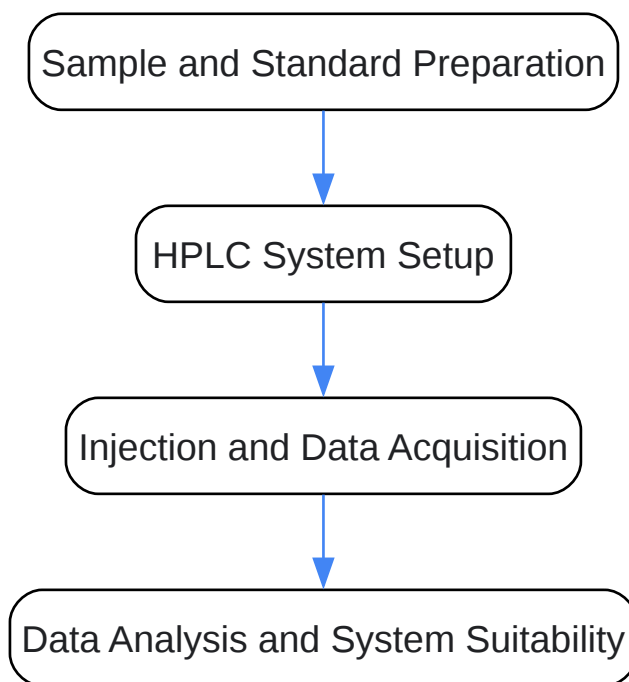 Sample and Standard Preparation
HPLC System Setup
Injection and Data Acquisition
Data Analysis and System Suitability